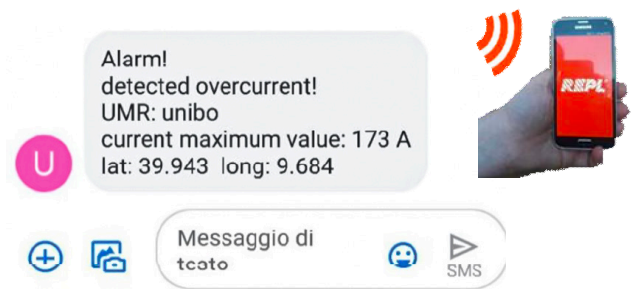 Alarm!
detected overcurrent!
UMR: unibo
current maximum value: 173 A
lat: 39.943 long: 9.684
U
REPL
Messaggio di
SMS